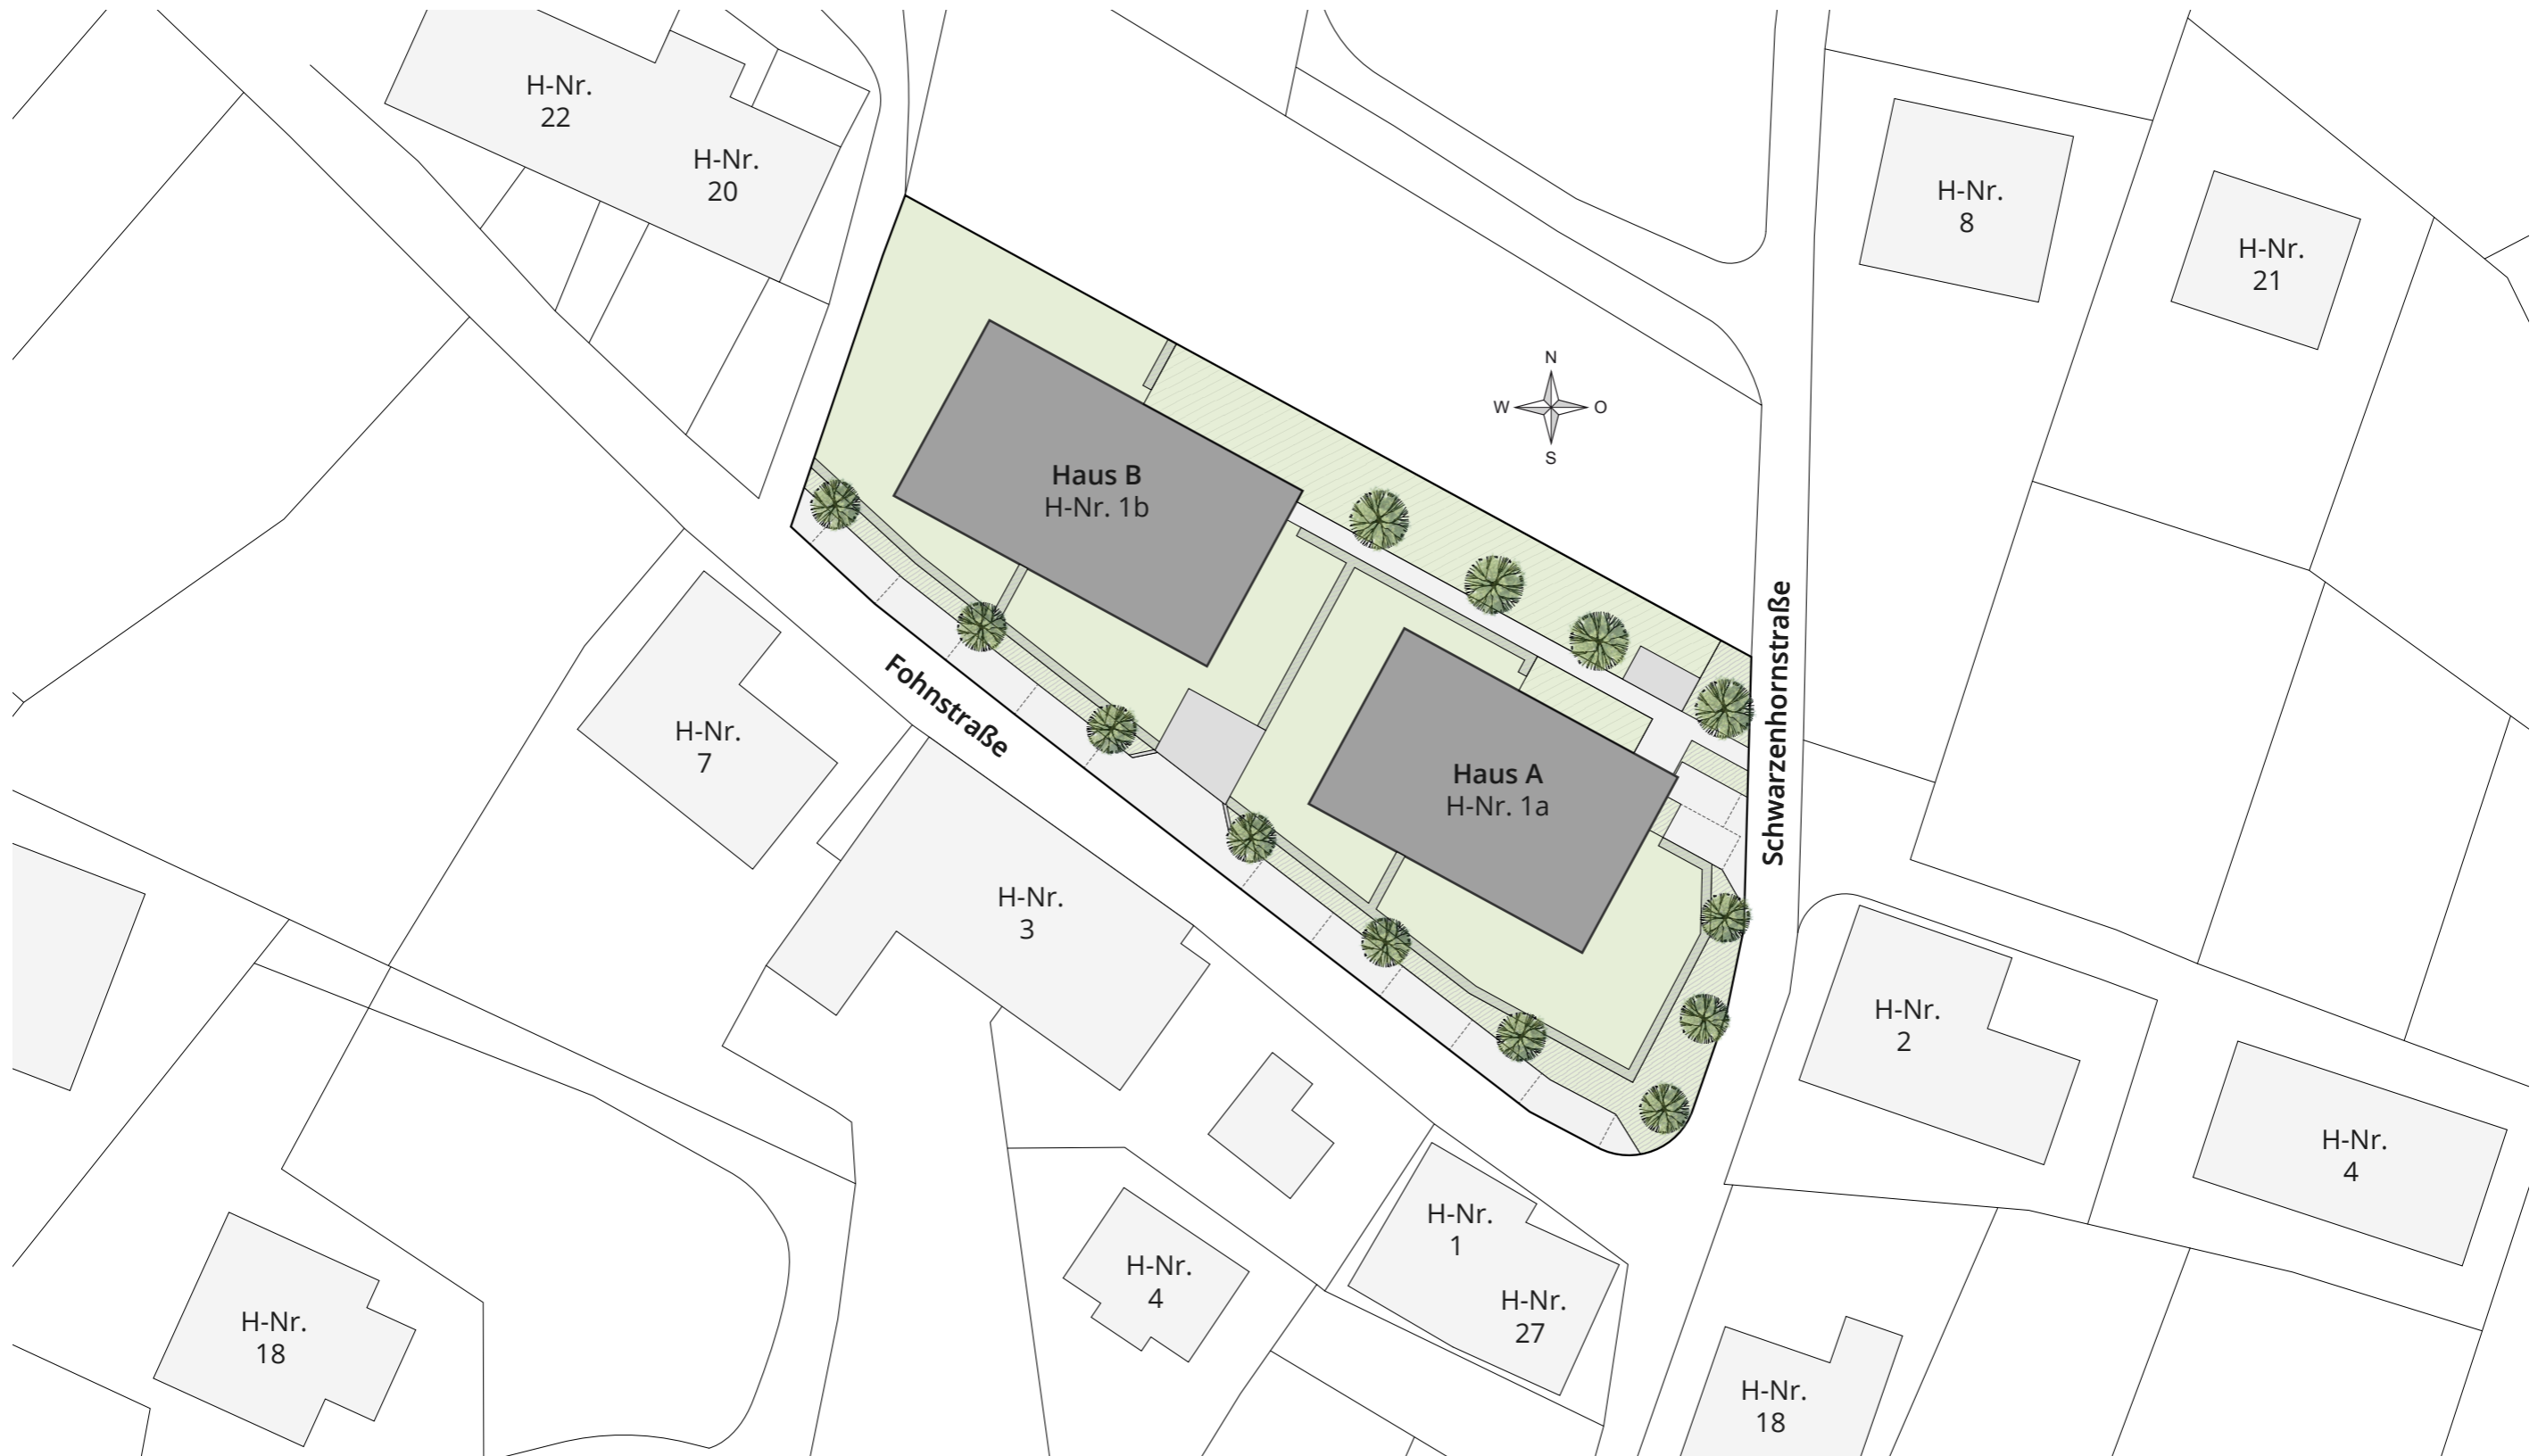 H-Nr.
22
H-Nr.
20
H-Nr.
8
H-Nr.
21
N
W
O
S
Haus B
H-Nr. 1b
Schwarzenhornstraße
Fohnstraße
H-Nr.
7
Haus A
H-Nr. 1a
H-Nr.
3
H-Nr.
2
H-Nr.
4
H-Nr.
1
H-Nr.
4
H-Nr.
27
H-Nr.
18
H-Nr.
18